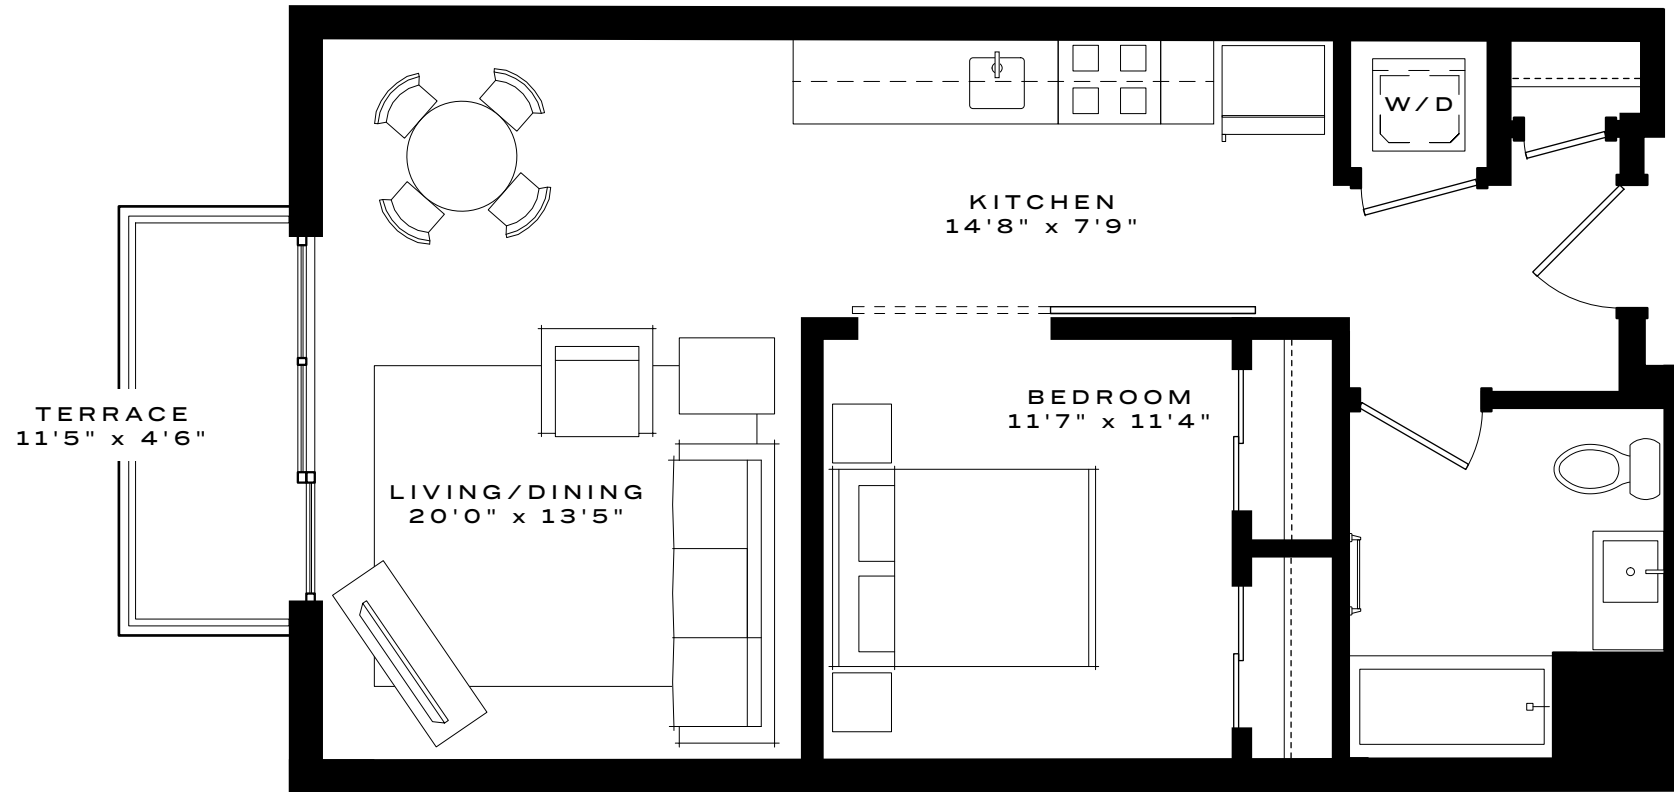 W/D
KITCHEN
14'8" x 7'9"
BEDROOM
11'7" x 11'4"
TERRACE
11'5" x 4'6"
LIVING/DINING
20'0" x 13'5"